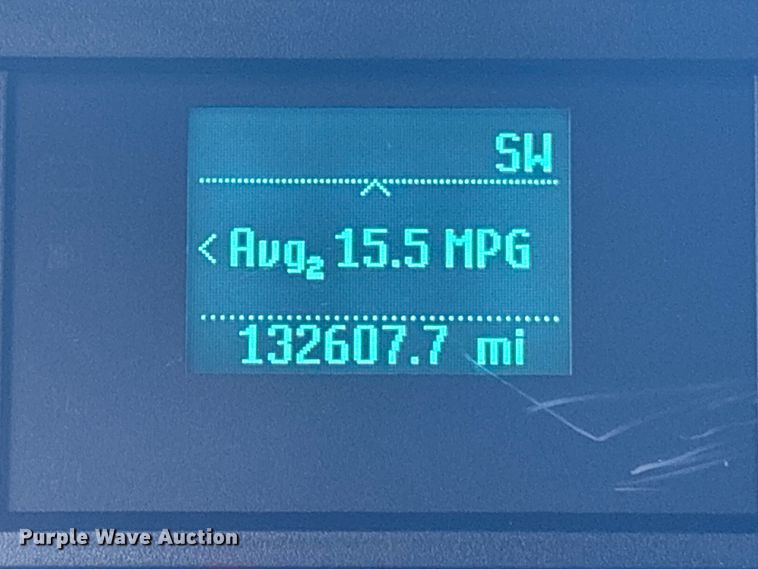 SW
< Avg2 15.5 MPG
132607.7 mi
Purple Wave Auction